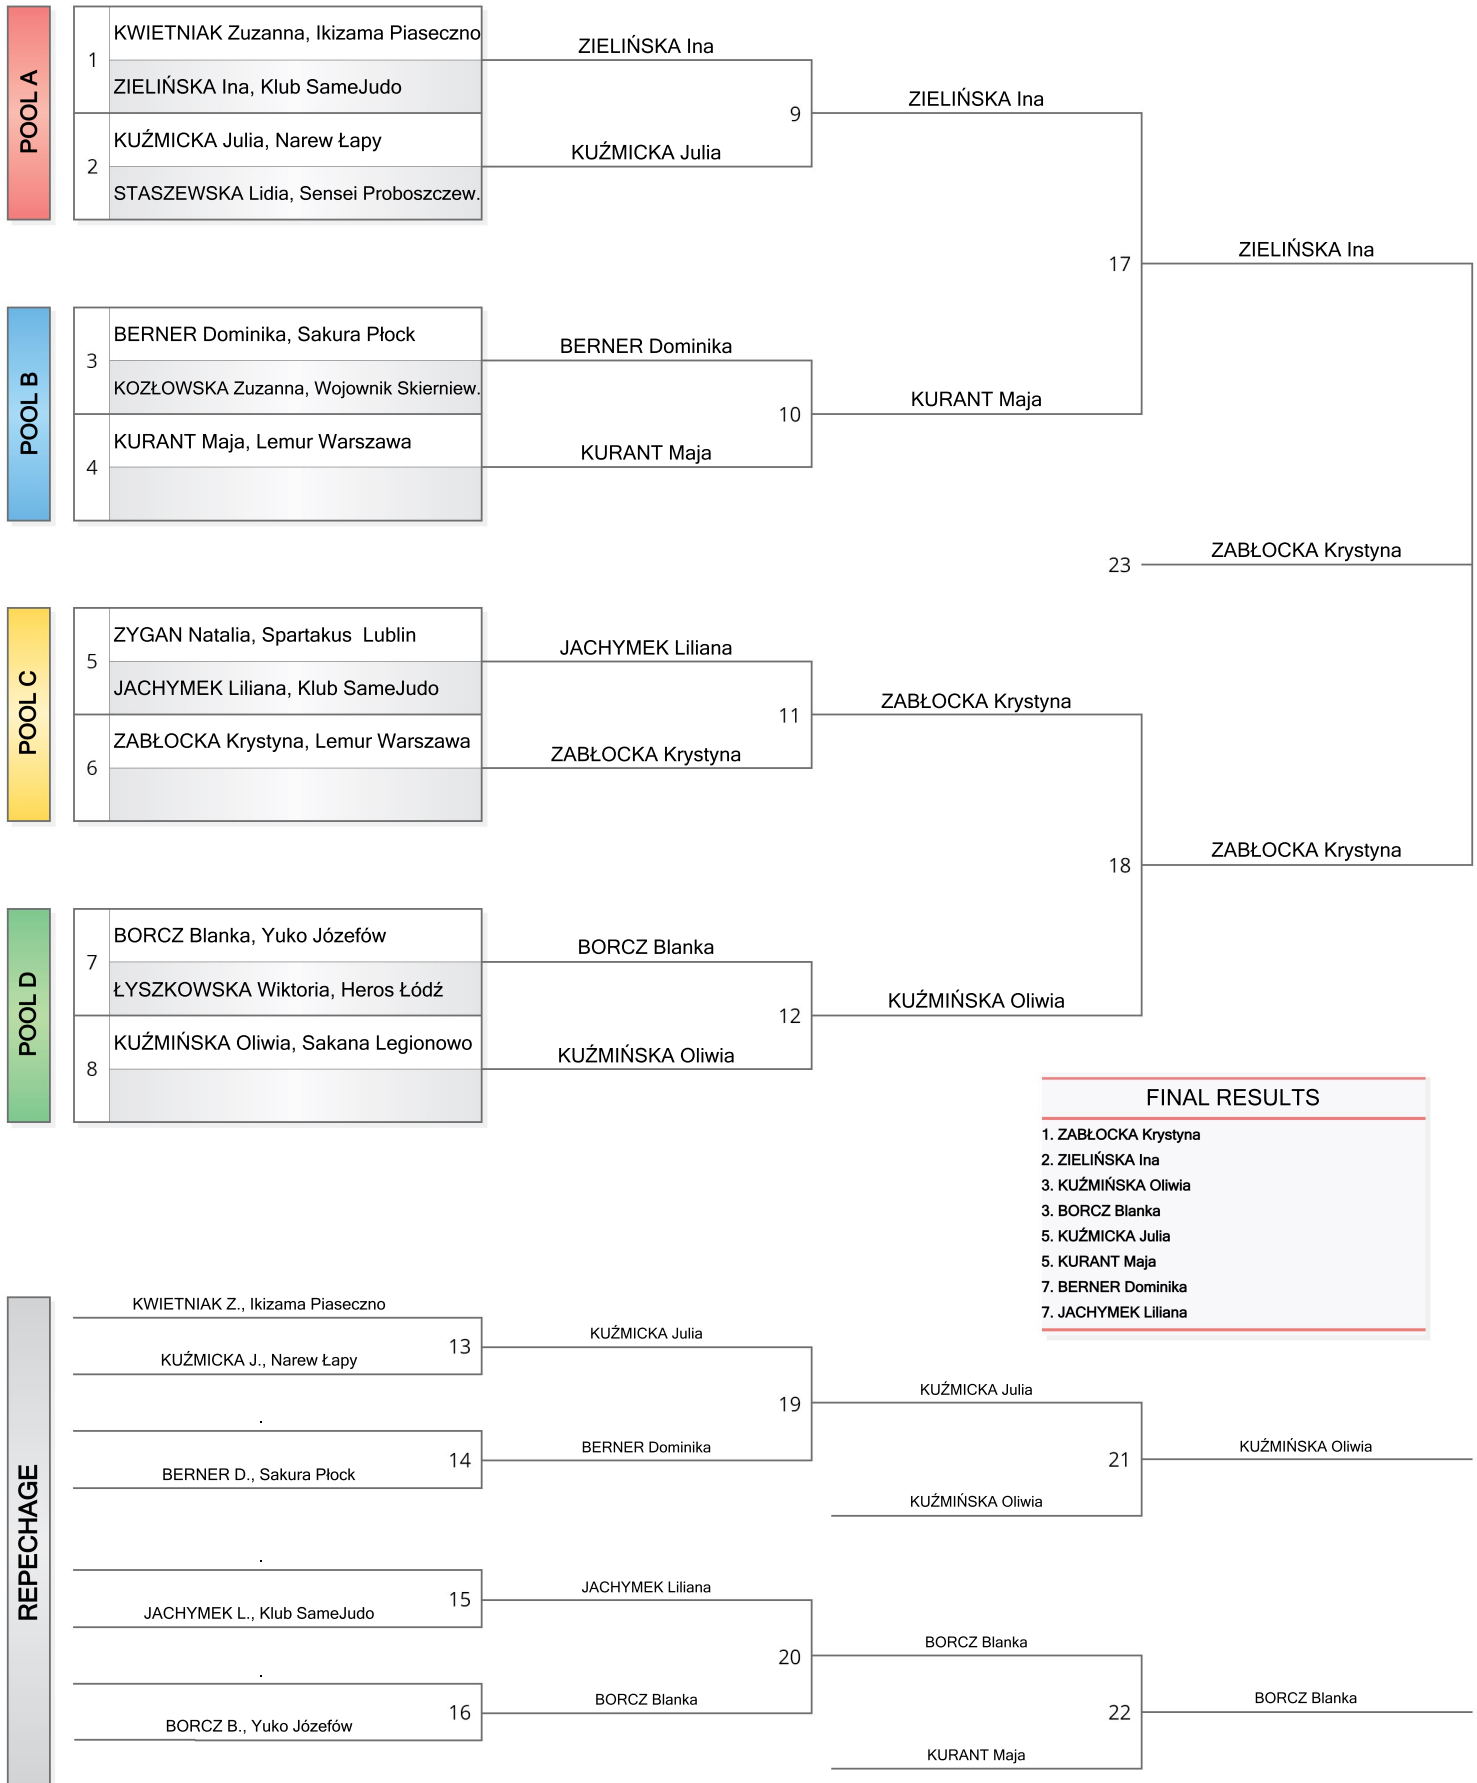 POOL A
1
KWIETNIAK Zuzanna, Ikizama Piaseczno
ZIELIŃSKA Ina, Klub SameJudo
2
KUŹMICKA Julia, Narew Łapy
STASZEWSKA Lidia, Sensei Proboszczew.
ZIELIŃSKA Ina
KUŹMICKA Julia
9
ZIELIŃSKA Ina
POOL B
3
BERNER Dominika, Sakura Płock
KOZŁOWSKA Zuzanna, Wojownik Skierniew.
4
KURANT Maja, Lemur Warszawa
BERNER Dominika
KURANT Maja
10
KURANT Maja
17
ZIELIŃSKA Ina
23
ZABŁOCKA Krystyna
POOL C
5
ZYGAN Natalia, Spartakus  Lublin
JACHYMEK Liliana, Klub SameJudo
6
ZABŁOCKA Krystyna, Lemur Warszawa
JACHYMEK Liliana
ZABŁOCKA Krystyna
11
ZABŁOCKA Krystyna
18
ZABŁOCKA Krystyna
POOL D
7
BORCZ Blanka, Yuko Józefów
ŁYSZKOWSKA Wiktoria, Heros Łódź
8
KUŹMIŃSKA Oliwia, Sakana Legionowo
BORCZ Blanka
KUŹMIŃSKA Oliwia
12
KUŹMIŃSKA Oliwia
FINAL RESULTS
1. ZABŁOCKA Krystyna
2. ZIELIŃSKA Ina
3. KUŹMIŃSKA Oliwia
3. BORCZ Blanka
5. KUŹMICKA Julia
5. KURANT Maja
7. BERNER Dominika
7. JACHYMEK Liliana
REPECHAGE
KWIETNIAK Z., Ikizama Piaseczno
KUŹMICKA J., Narew Łapy
13
KUŹMICKA Julia
.
BERNER D., Sakura Płock
14
BERNER Dominika
19
KUŹMICKA Julia
KUŹMIŃSKA Oliwia
21
KUŹMIŃSKA Oliwia
.
JACHYMEK L., Klub SameJudo
15
JACHYMEK Liliana
.
BORCZ B., Yuko Józefów
16
BORCZ Blanka
20
BORCZ Blanka
KURANT Maja
22
BORCZ Blanka